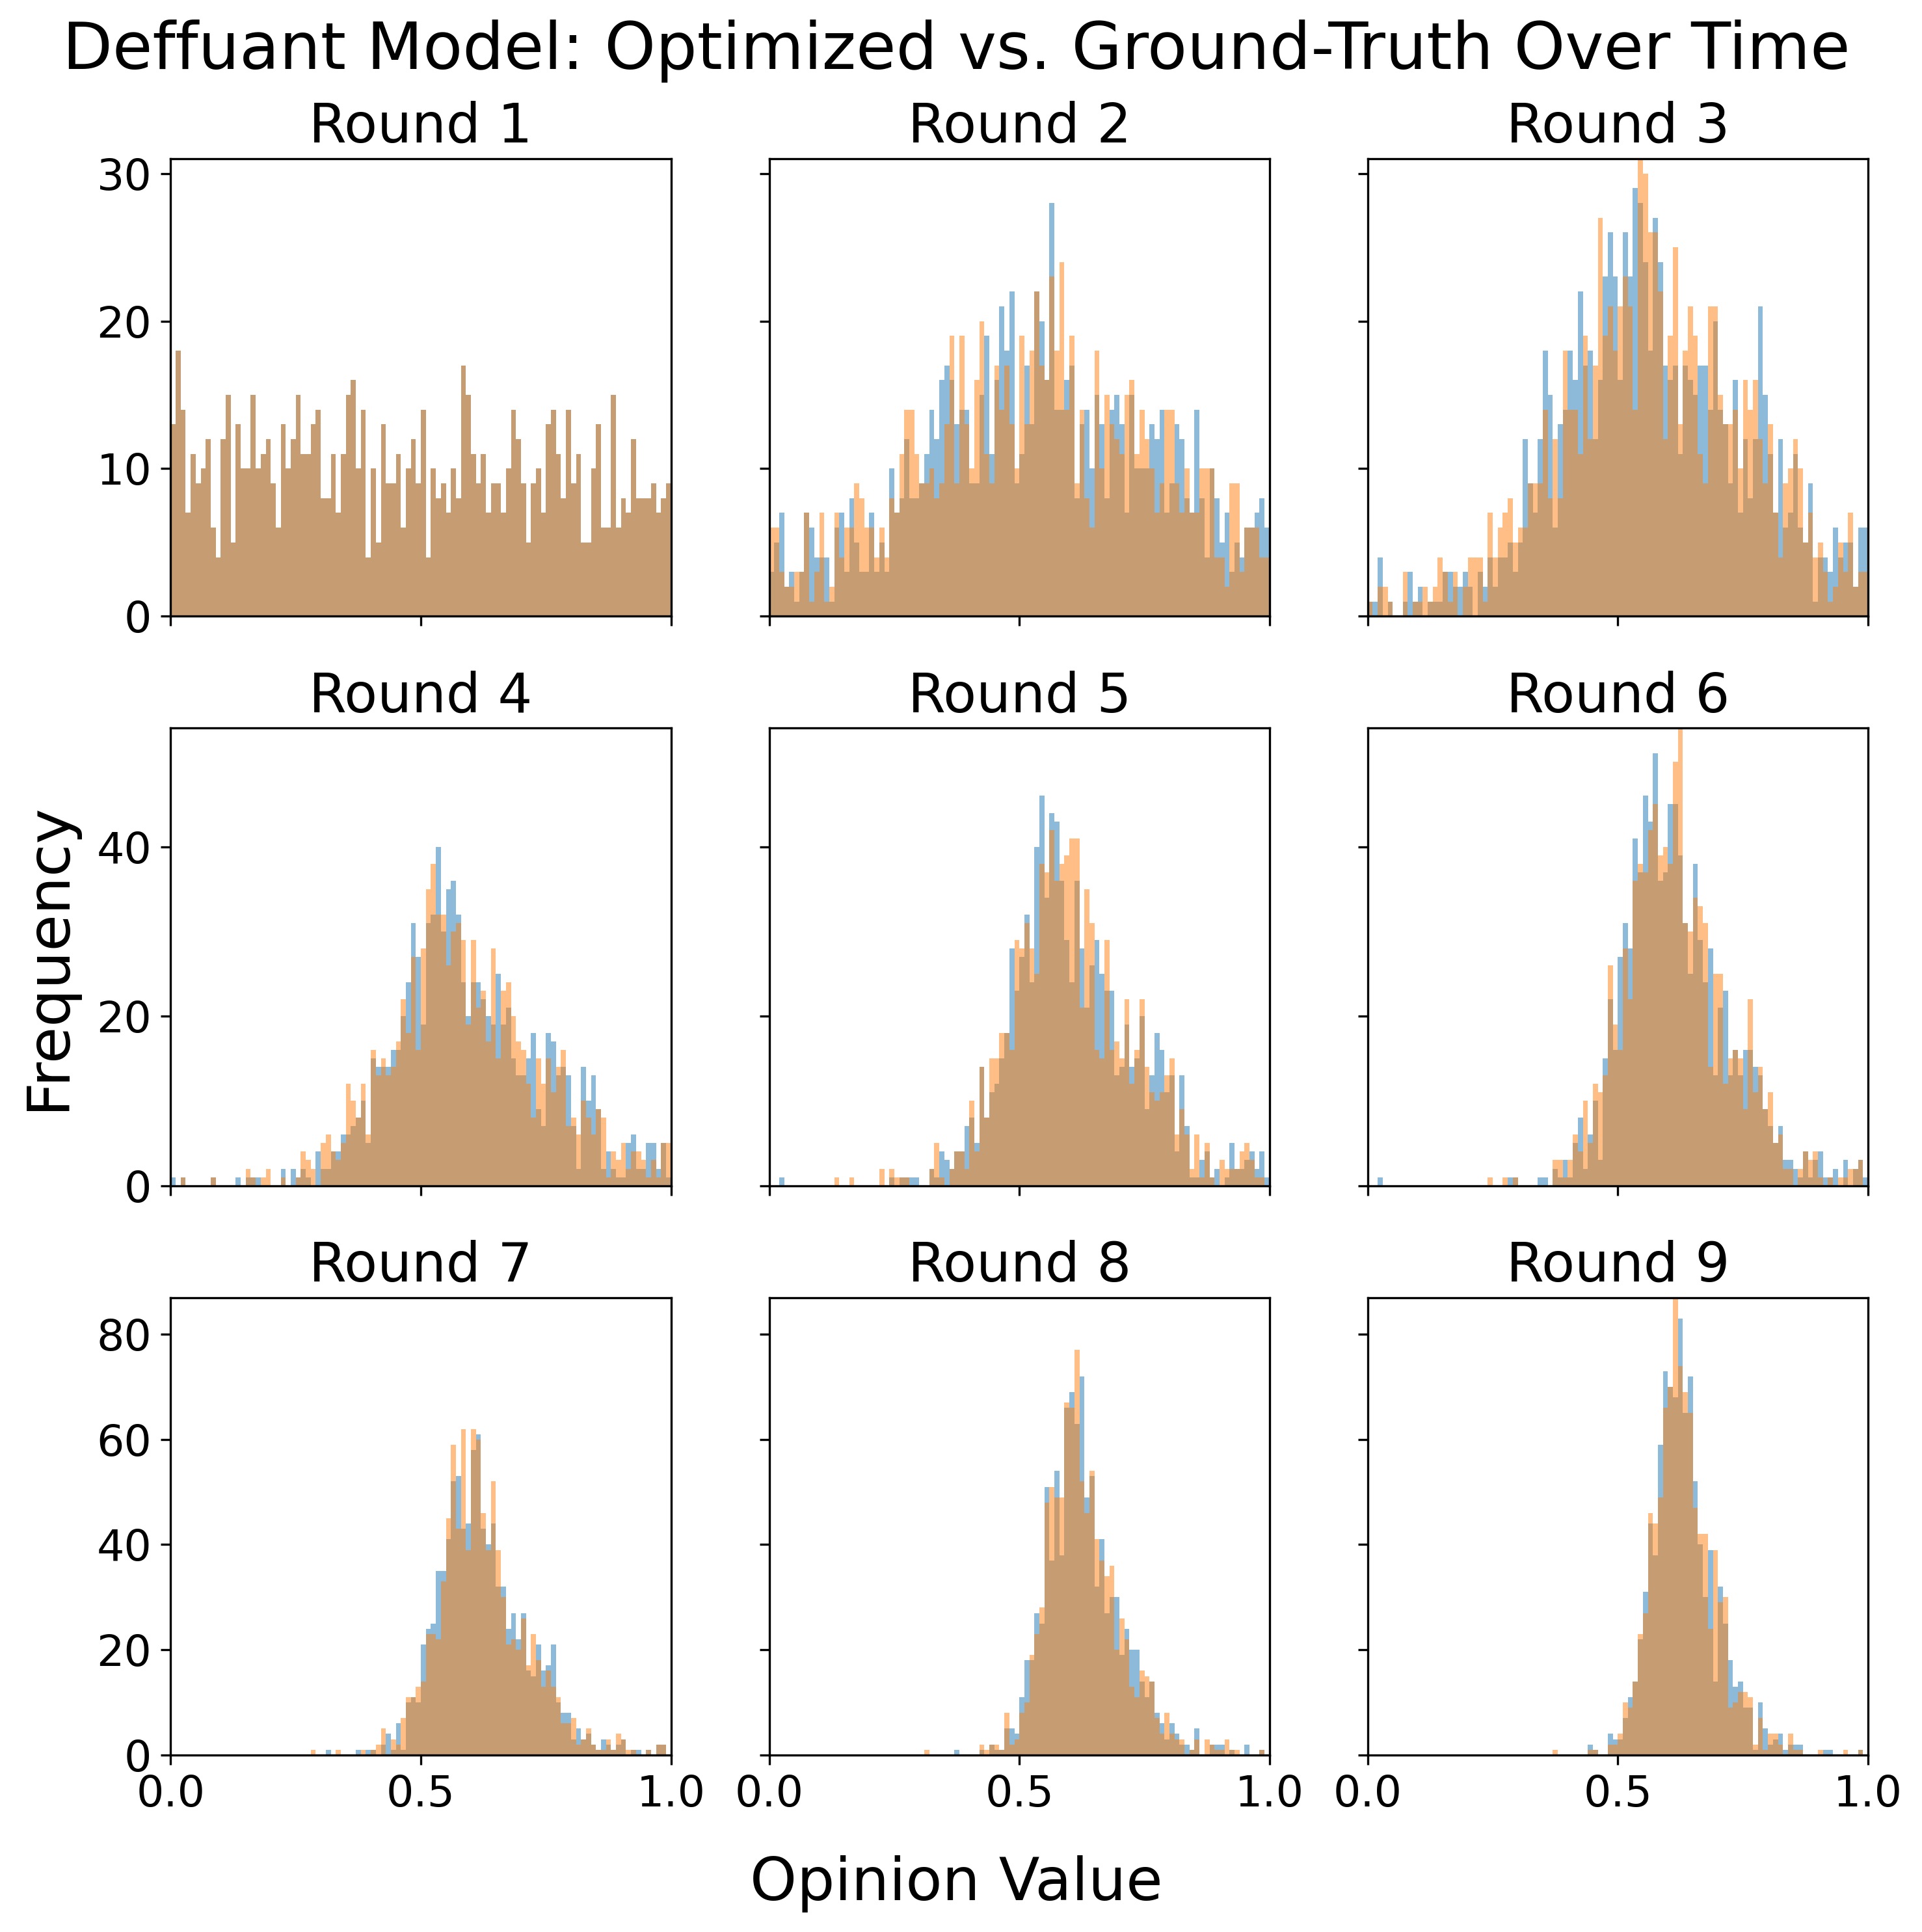 Deffuant Model: Optimized vs. Ground-Truth Over Time
Round 1
Round 2
Round 3
30
20
10
0
Round 4
Round 5
Round 6
Frequency
40
20
0
Round 7
Round 8
Round 9
80
60
40
20
0
0.0 0.5 1.0
0.0 0.5 1.0
0.0 0.5 1.0
Opinion Value